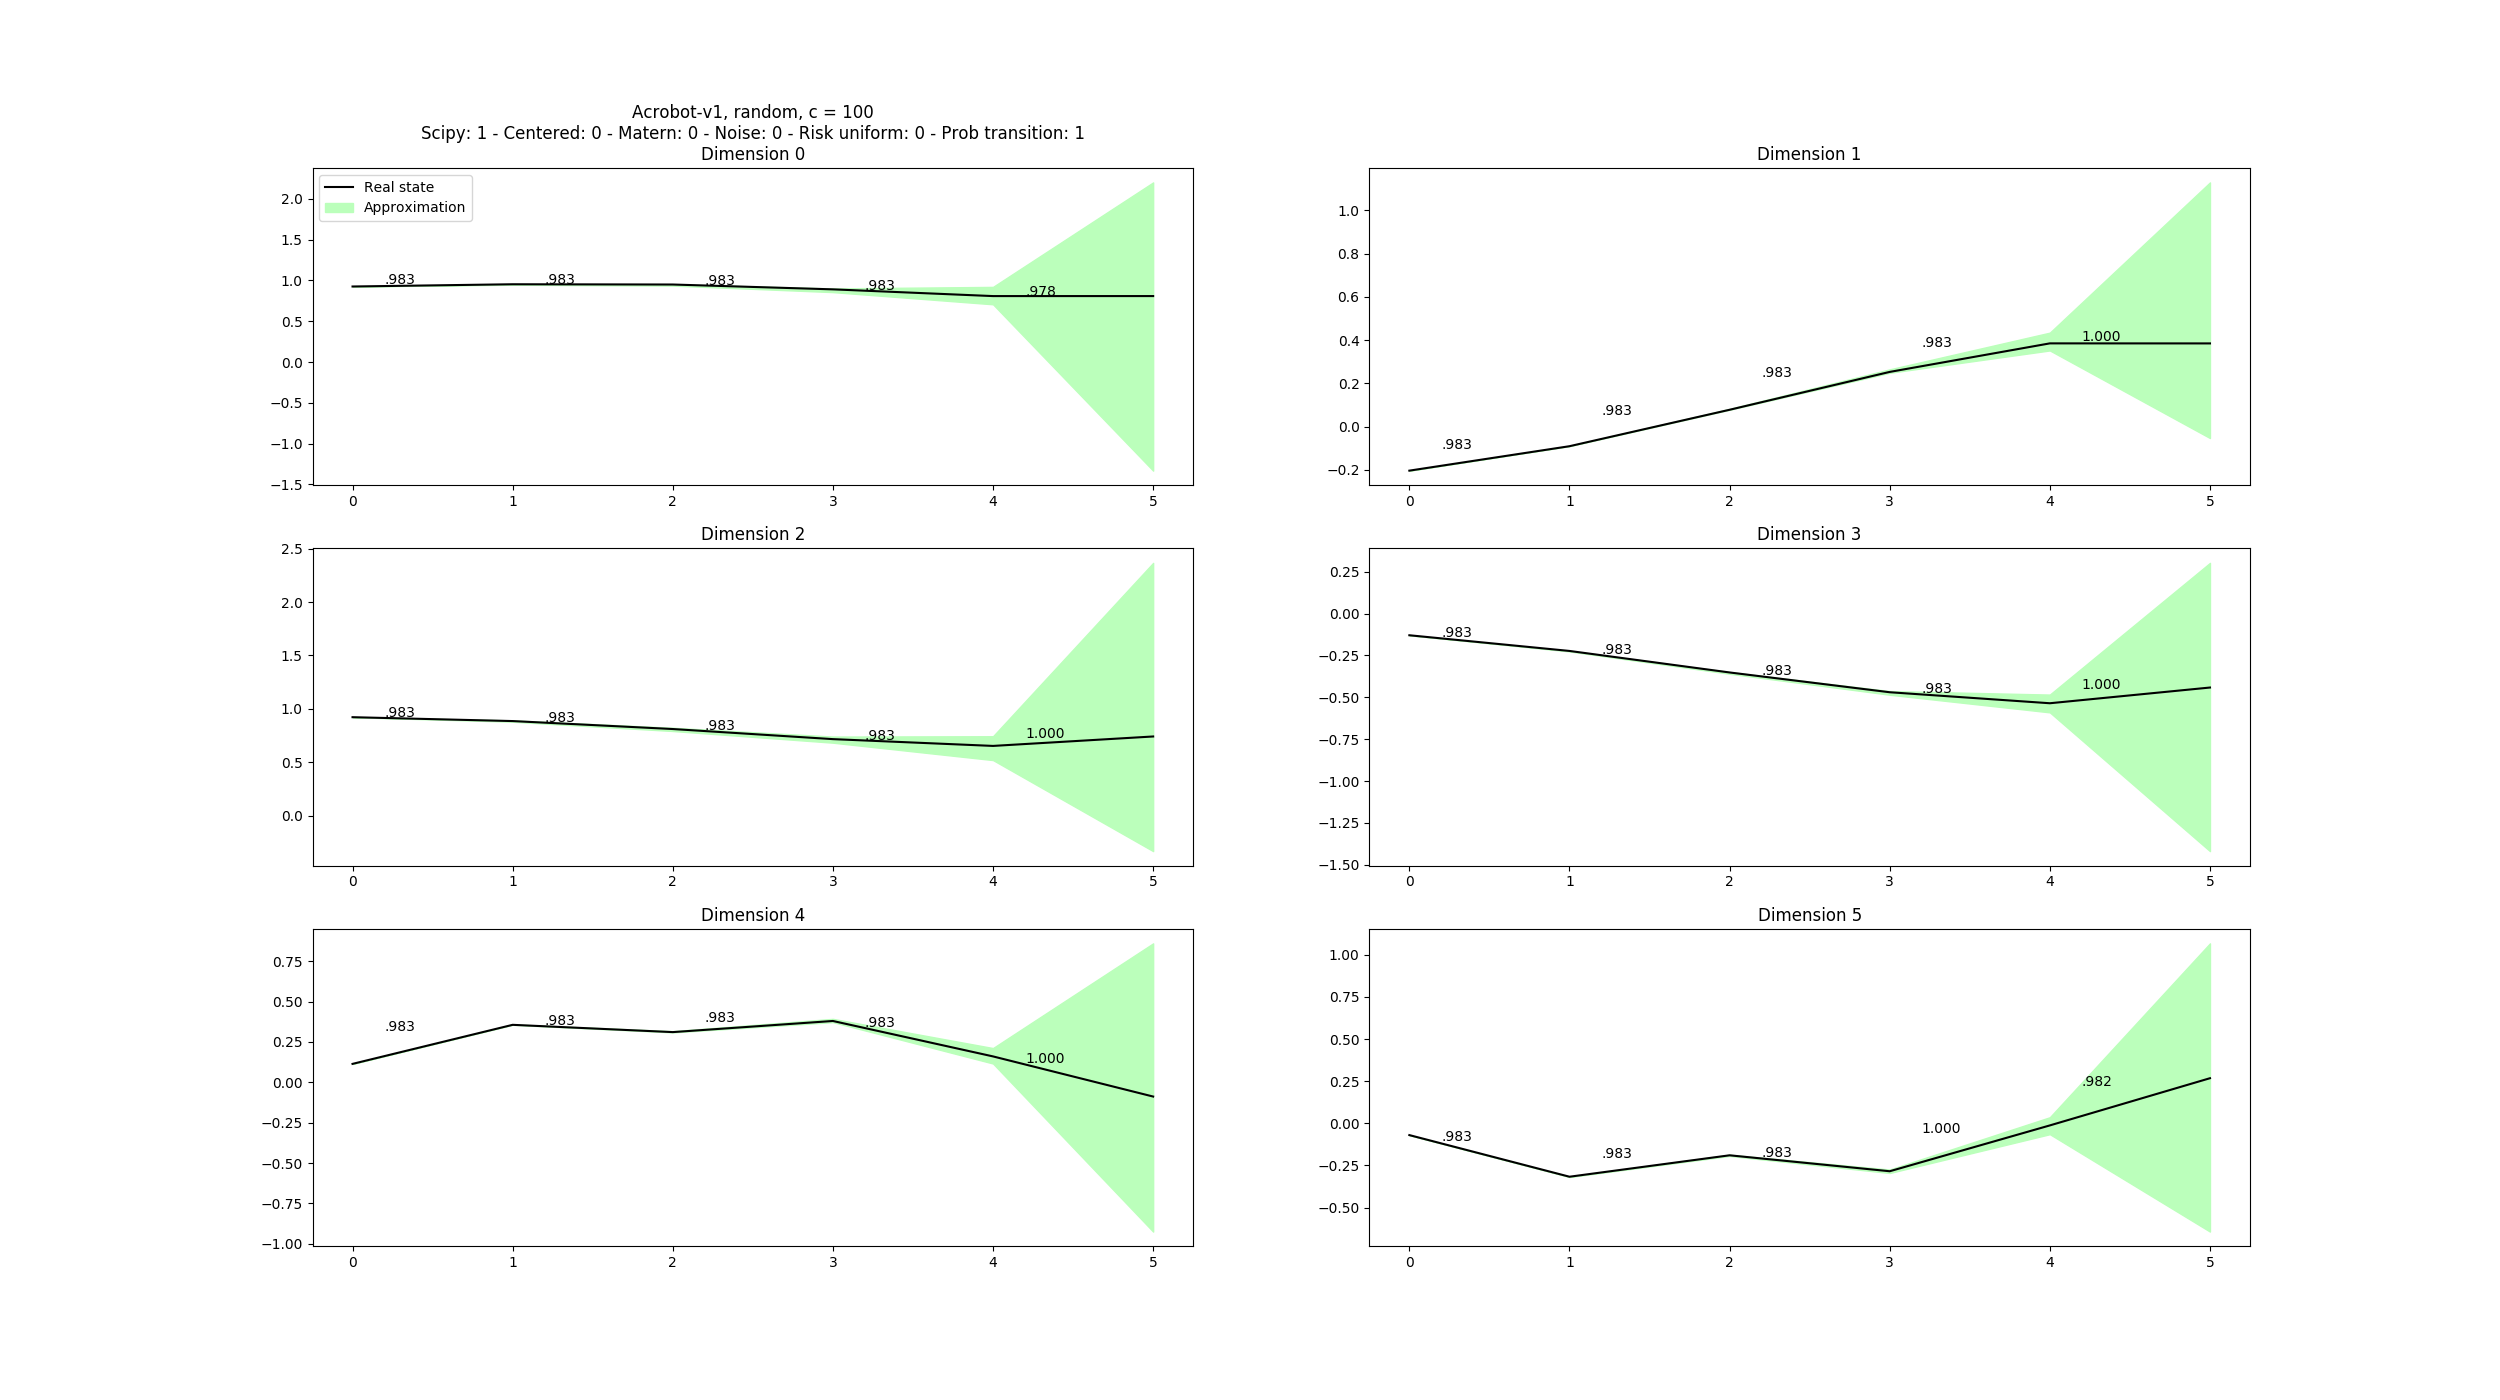 Acrobot-v1, random, c = 100
Scipy: 1 - Centered: 0 - Matern: 0 - Noise: 0 - Risk uniform: 0 - Prob transition: 1
Dimension 0
Real state
Approximation
2.0
1.5
1.0
0.5
0.0
−0.5
−1.0
−1.5
.983 .983 .983 .983 .978
0 1 2 3 4 5
Dimension 1
1.0
0.8
0.6
0.4
0.2
0.0
−0.2
.983 .983 .983 .983 1.000
0 1 2 3 4 5
Dimension 2
2.5
2.0
1.5
1.0
0.5
0.0
.983 .983 .983 .983 1.000
0 1 2 3 4 5
Dimension 3
0.25
0.00
−0.25
−0.50
−0.75
−1.00
−1.25
−1.50
.983 .983 .983 .983 1.000
0 1 2 3 4 5
Dimension 4
0.75
0.50
0.25
0.00
−0.25
−0.50
−0.75
−1.00
.983 .983 .983 .983 1.000
0 1 2 3 4 5
Dimension 5
1.00
0.75
0.50
0.25
0.00
−0.25
−0.50
.983 .983 .983 1.000 .982
0 1 2 3 4 5